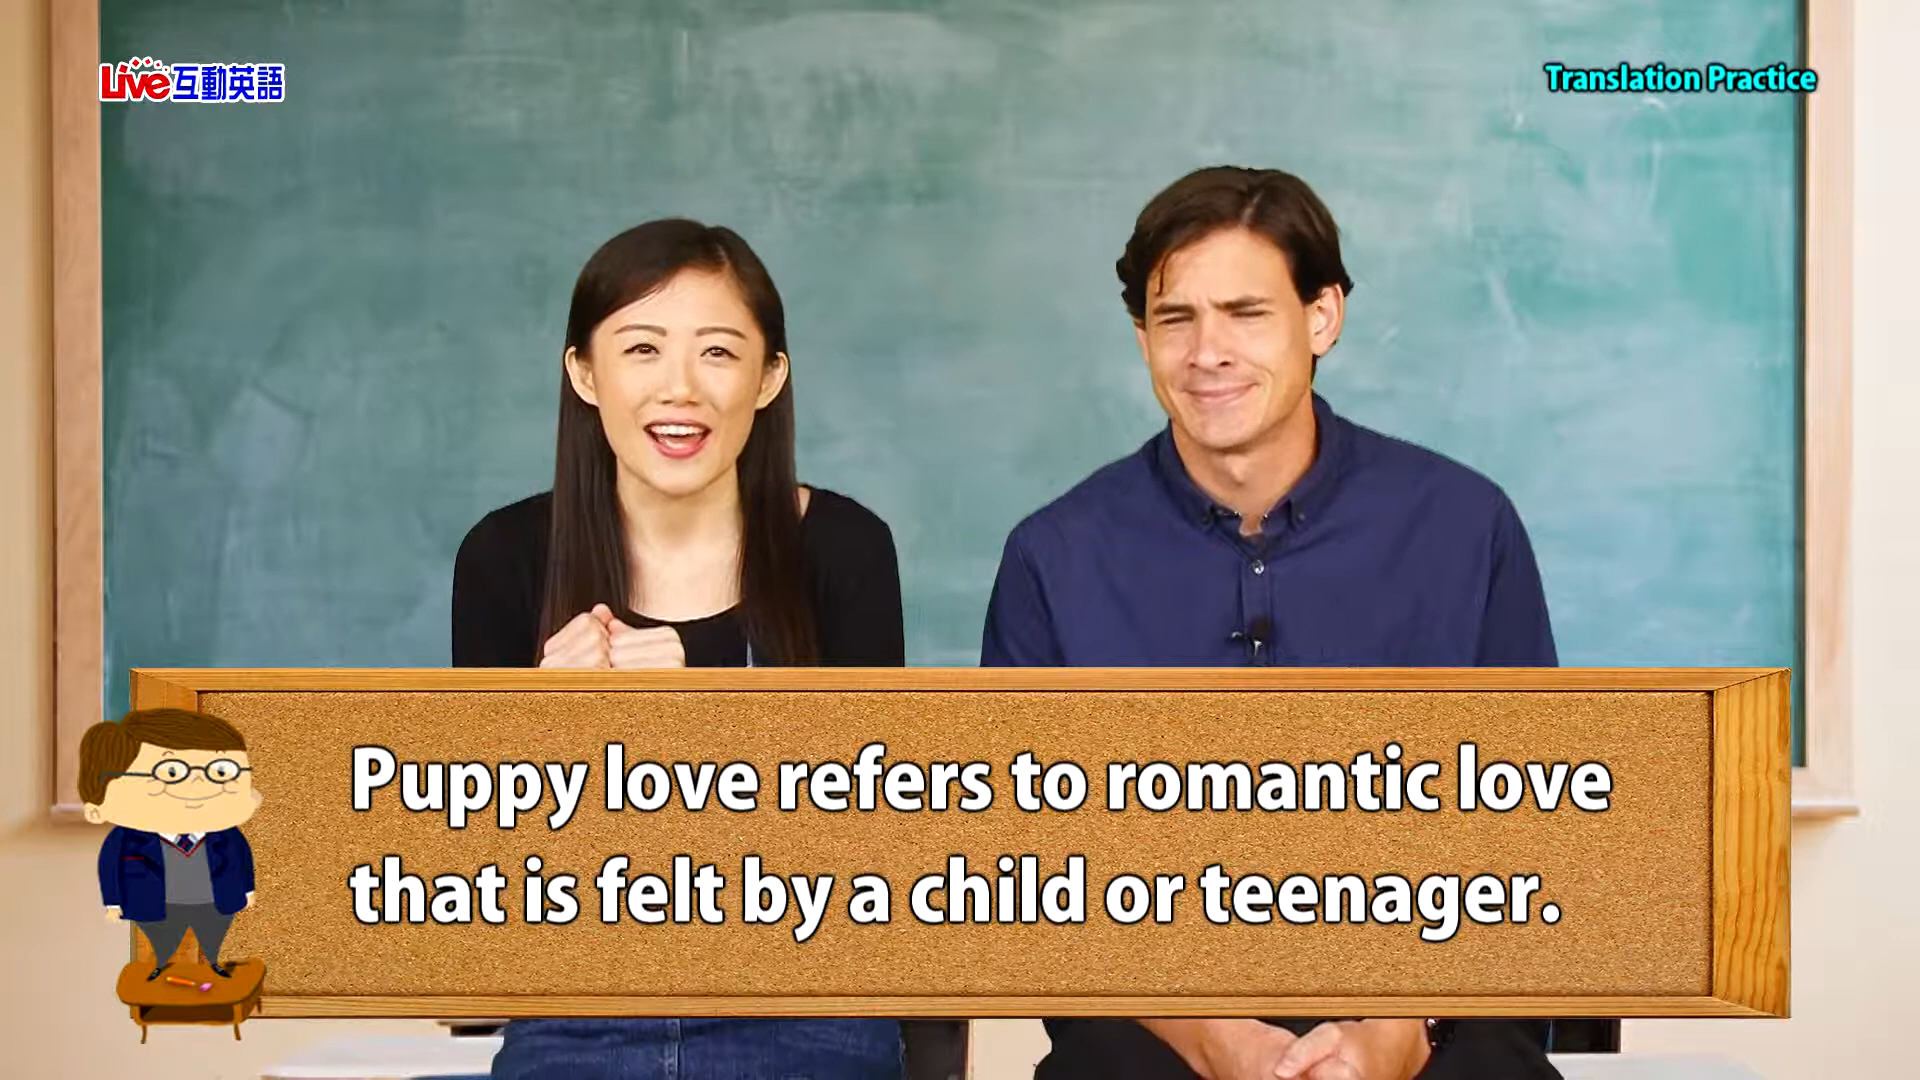 Live互動英語
Translation Practice
Puppy love refers to romantic love
that is felt by a child or teenager.